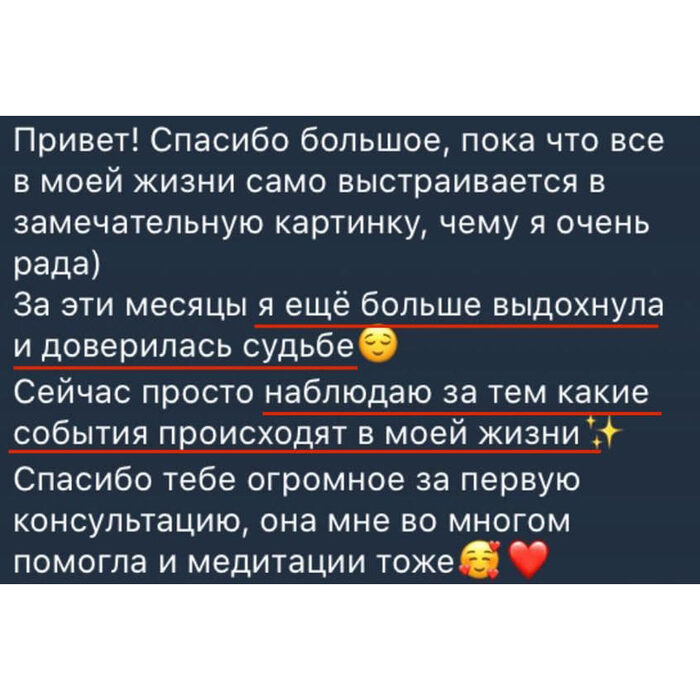 Привет! Спасибо большое, пока что все
в моей жизни само выстраивается в
замечательную картинку, чему я очень
рада)
За эти месяцы я ещё больше выдохнула
и доверилась судьбе😌
Сейчас просто наблюдаю за тем какие
события происходят в моей жизни✨
Спасибо тебе огромное за первую
консультацию, она мне во многом
помогла и медитации тоже🥰❤️